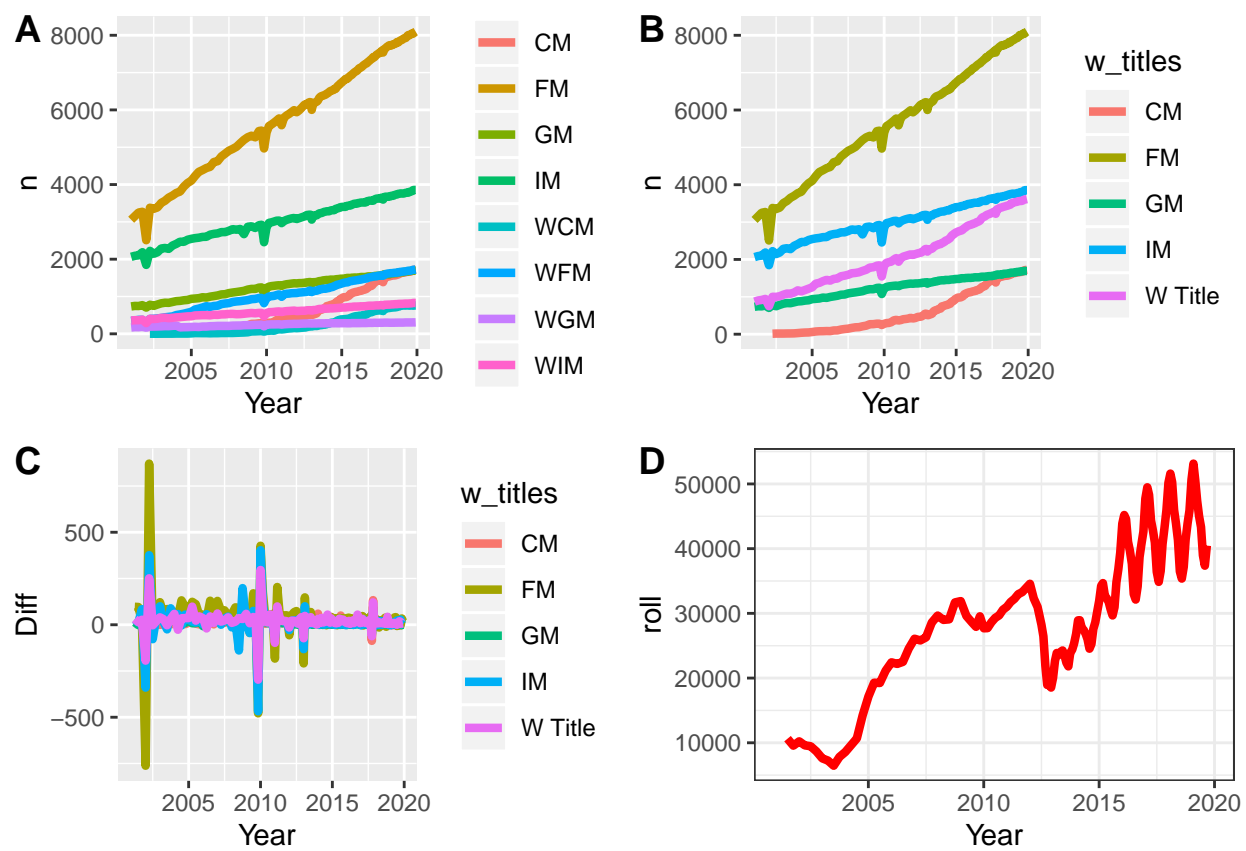 A
8000
6000
4000
2000
0
n
2005 2010 2015 2020
Year
CM
FM
GM
IM
WCM
WFM
WGM
WIM
B
8000
6000
4000
2000
0
n
2005 2010 2015 2020
Year
w_titles
CM
FM
GM
IM
W Title
C
500
0
−500
Diff
2005 2010 2015 2020
Year
w_titles
CM
FM
GM
IM
W Title
D
50000
40000
30000
20000
10000
roll
2005 2010 2015 2020
Year